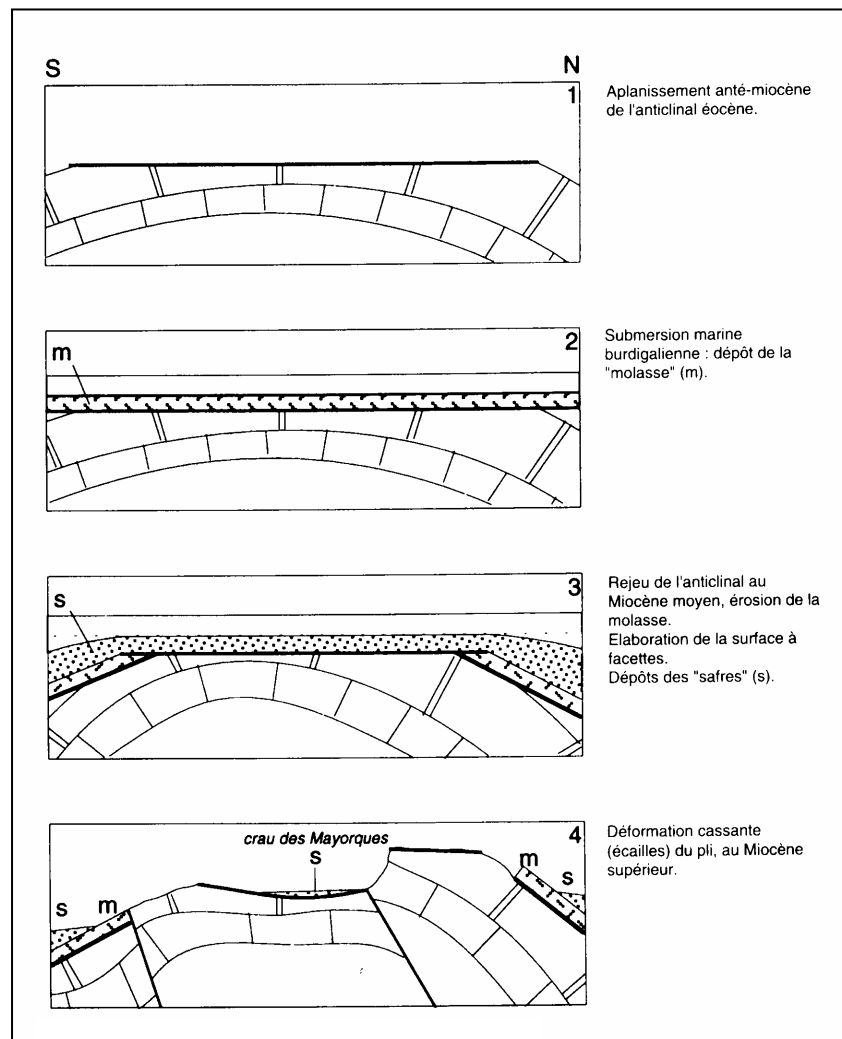 S
N
1
Aplanissement anté-miocène
de l'anticlinal éocène.
2
m
Submersion marine
burdigalienne : dépôt de la
"molasse" (m).
3
s
Rejeu de l'anticlinal au
Miocène moyen, érosion de la
molasse.
Elaboration de la surface à
facettes.
Dépôts des "safres" (s).
4
crau des Mayorques
s
m
s
s
m
Déformation cassante
(écailles) du pli, au Miocène
supérieur.